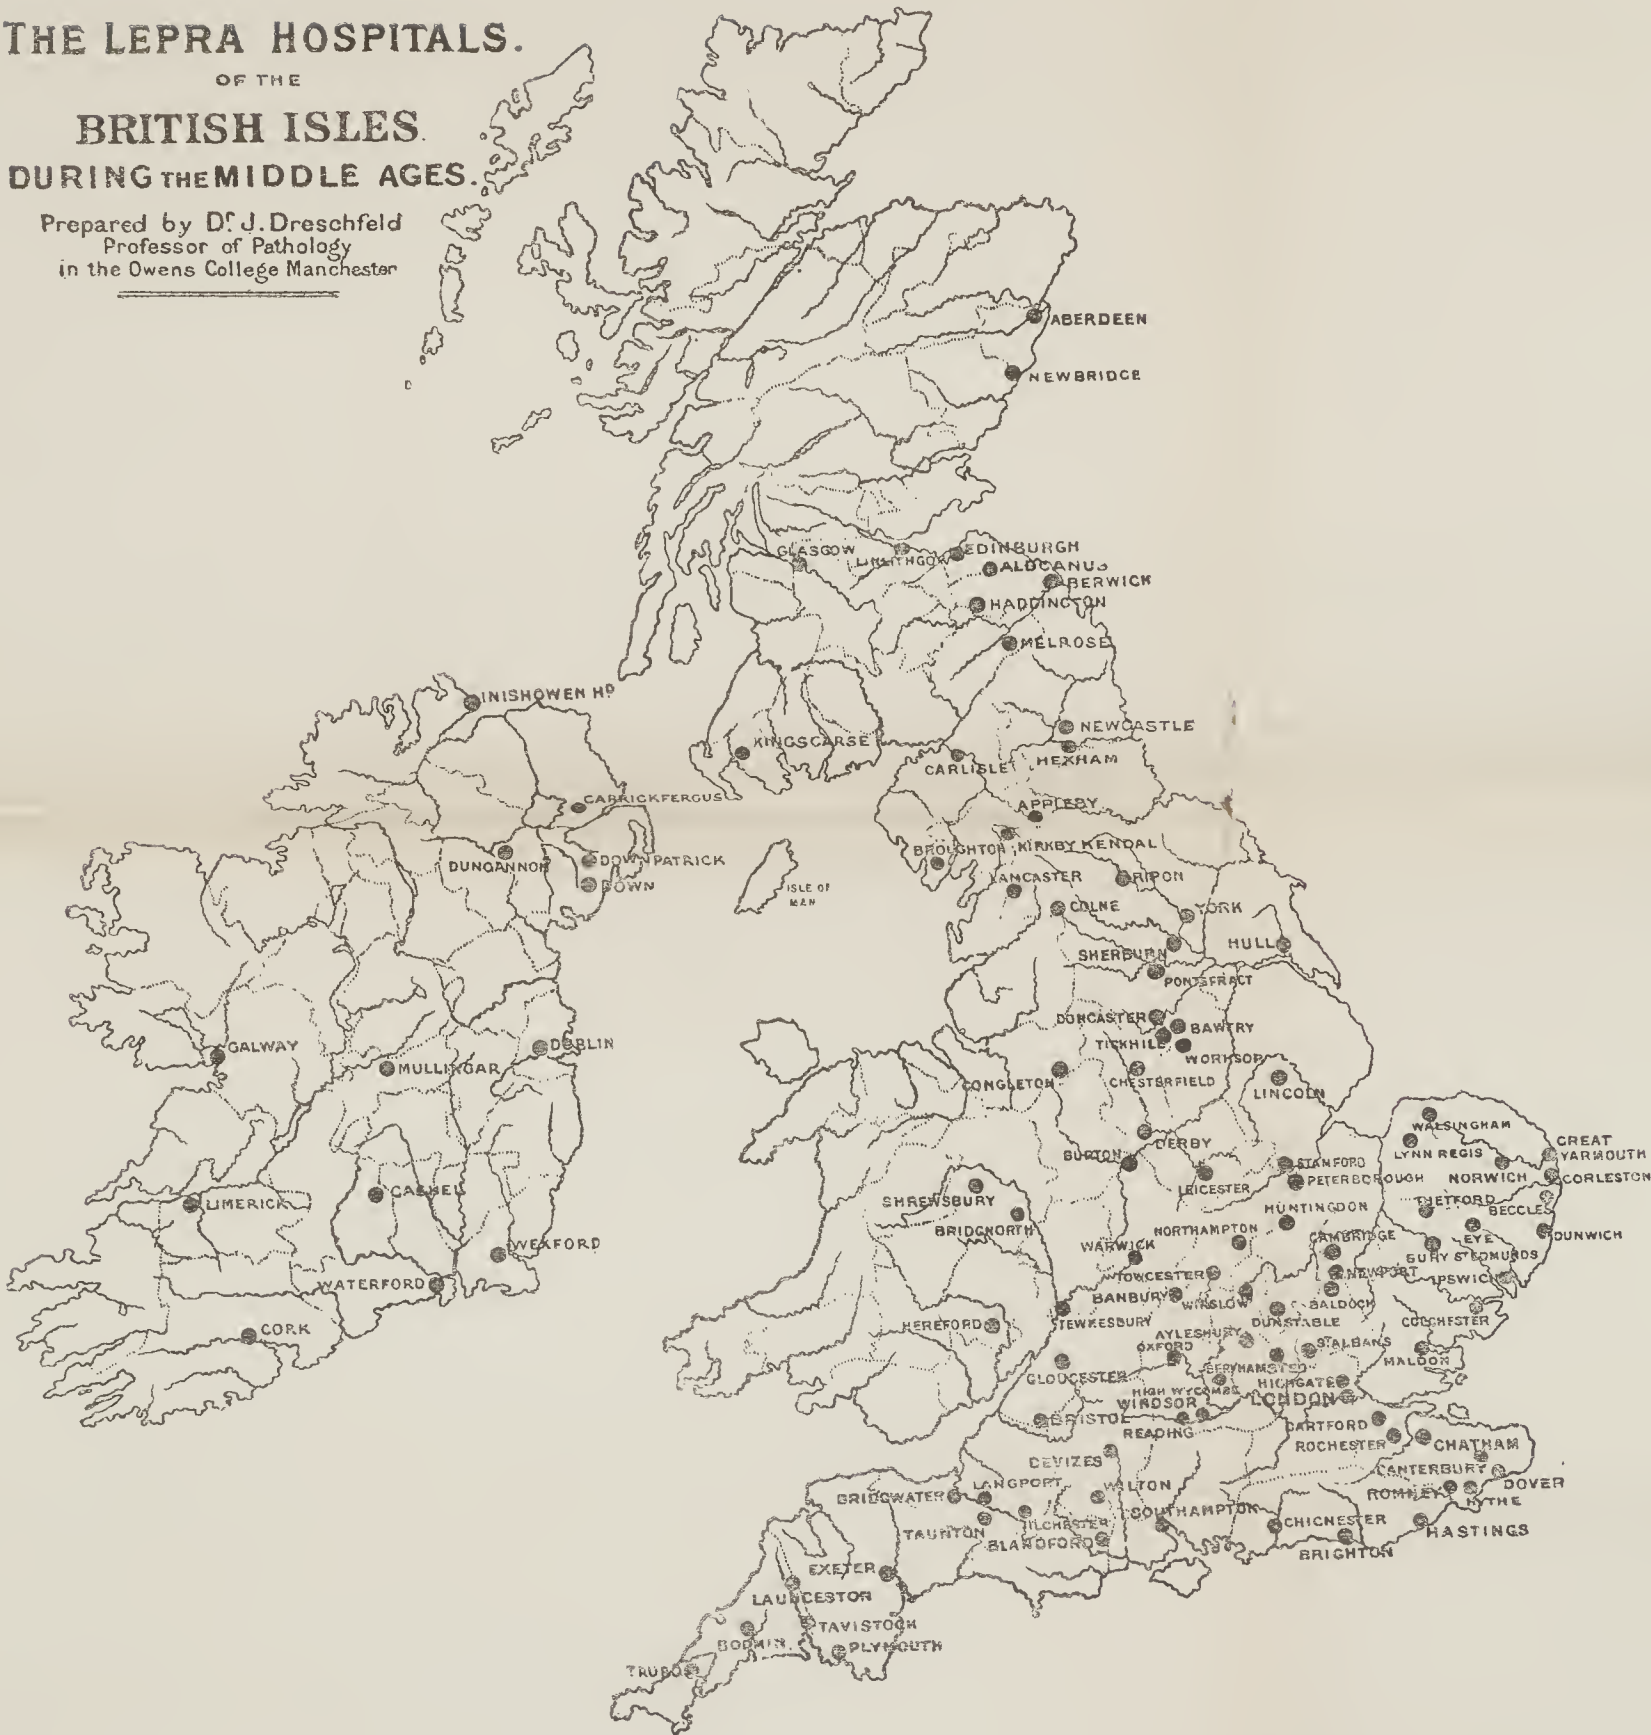 THE LEPRA HOSPITALS.
OF THE
BRITISH ISLES.
DURING THE MIDDLE AGES.
Prepared by Dr. J. Dreschfeld
Professor of Pathology
in the Owens College Manchester
ABERDEEN
NEWBRIDGE
GLASGOW
LINLITHGOW
EDINBURGH
ALDCANUS
BERWICK
HADDINGTON
MELROSE
INISHOWEN HD
KINGSCARSE
NEWCASTLE
CARLISLE
HEXHAM
CARRICKFERGUS
APPLEBY
BROUGHTON
KIRKBY KENDAL
DUNGANNON
DOWNPATRICK
DOWN
ISLE OF
MAN
LANCASTER
RIPON
COLNE
YORK
SHERBURN
HULL
PONTEFRACT
DONCASTER
BAWTRY
TICKHILL
WORKSOP
GALWAY
MULLINGAR
DUBLIN
CONGLETON
CHESTERFIELD
LINCOLN
WALSINGHAM
LYNN REGIS
GREAT
YARMOUTH
DERBY
BURTON
STAMFORD
LEICESTER
PETERBOROUGH
NORWICH
CORLESTON
SHREWSBURY
BRIDGNORTH
HUNTINGDON
THETFORD
BECCLES
LIMERICK
CASHEL
NORTHAMPTON
CAMBRIDGE
EYE
DUNWICH
WEXFORD
WARWICK
BURY ST EDMUNDS
WATERFORD
TOWCESTER
NEWPORT
IPSWICH
BANBURY
WINSLOW
BALDOCK
CORK
HEREFORD
TEWKESBURY
DUNSTABLE
COLCHESTER
AYLESBURY
OXFORD
ST ALBANS
MALDON
GLOUCESTER
BERKHAMSTED
HIGHGATE
HIGH WYCOMBE
WINDSOR
LONDON
BRISTOL
READING
DARTFORD
ROCHESTER
CHATHAM
DEVIZES
CANTERBURY
DOVER
BRIDGWATER
LANGPORT
WILTON
ROMNEY
HYTHE
TAUNTON
ILCHESTER
SOUTHAMPTON
CHICHESTER
HASTINGS
BLANDFORD
BRIGHTON
EXETER
LAUNCESTON
TAVISTOCK
BODMIN.
PLYMOUTH
TRURO